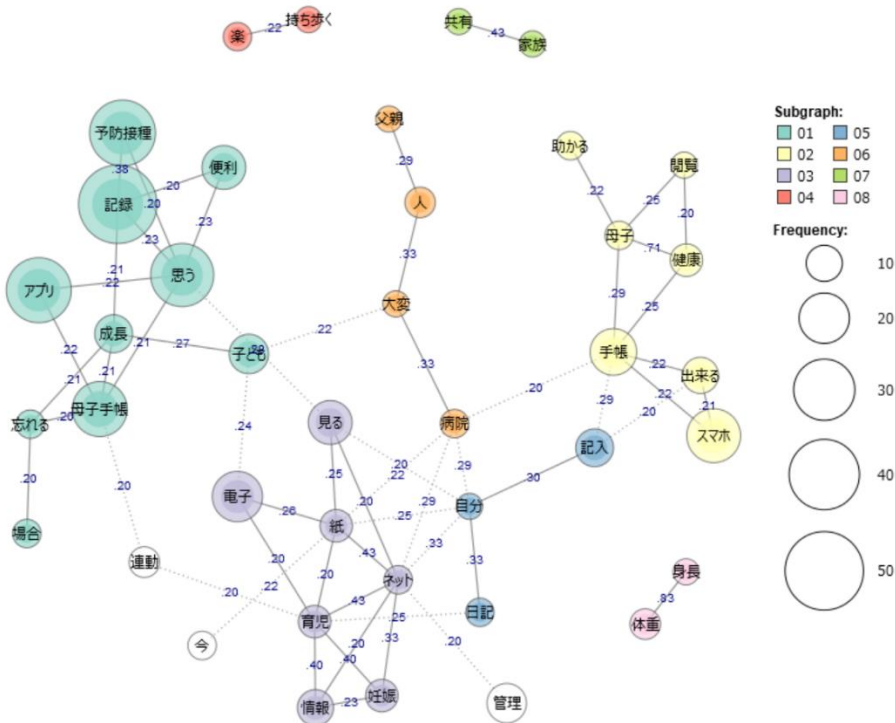 楽
.22
持ち歩く
共有
.43
家族
予防接種
.38
便利
.20
記録
.20
.23
.23
思う
.21
.22
アプリ
成長
.22
.21
.21
.27
子ども
.21
母子手帳
忘れる
.20
.20
場合
.20
連動
父親
.29
人
.33
大変
.22
.33
病院
.20
助かる
閲覧
.22
.25
.20
母子
.71
健康
.29
.25
手帳
.22
出来る
.22
.21
スマホ
.29
.20
記入
.30
見る
.20
.24
.25
.22
.20
.29
.29
電子
.26
紙
.25
自分
.33
.43
.33
.20
.20
.22
ネット
.20
育児
.43
.25
日記
.33
.20
.40
.40
情報
.23
妊娠
今
.20
管理
身長
.83
体重
Subgraph:
01 05
02 06
03 07
04 08
Frequency:
10
20
30
40
50